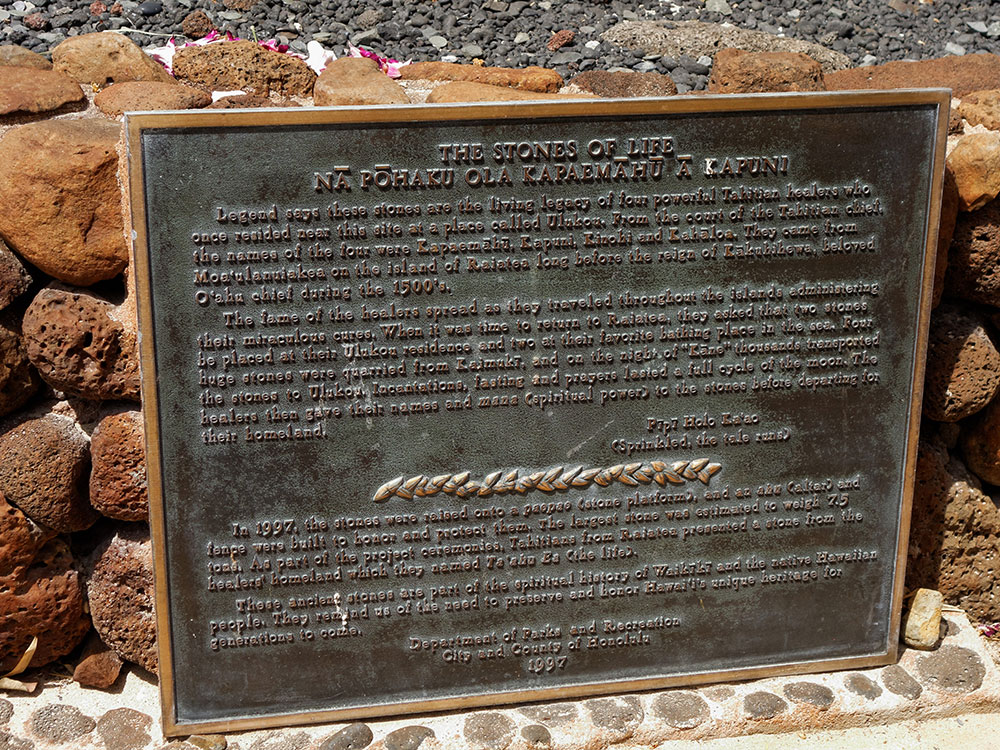 THE STONES OF LIFE
NĀ PŌHAKU OLA KAPAEMĀHŪ Ā KAPUNI
Legend says these stones are the living legacy of four powerful Tahitian healers who
once resided near this site at a place called Ulukou. From the court of the Tahitian chief,
the names of the four were Kapaemāhū, Kapuni, Kinohi and Kahāloa. They came from
Moaʻulanuiakea on the island of Raiatea long before the reign of Kakuhihewa, beloved
Oʻahu chief during the 1500's.
The fame of the healers spread as they traveled throughout the islands administering
their miraculous cures. When it was time to return to Raiatea, they asked that two stones
be placed at their Ulukou residence and two at their favorite bathing place in the sea. Four
huge stones were quarried from Kaimukī, and on the night of "Kāne" thousands transported
the stones to Ulukou. Incantations, fasting and prayers lasted a full cycle of the moon. The
healers then gave their names and mana (spiritual power) to the stones before departing for
their homeland.
Pīpī Holo Kaʻao
(Sprinkled, the tale runs)
In 1997, the stones were raised onto a paepae (stone platform), and an ahu (altar) and
fence were built to honor and protect them. The largest stone was estimated to weigh 7.5
tons. As part of the project ceremonies, Tahitians from Raiatea presented a stone from the
healers' homeland which they named Ta ahu Ea (the life).
These ancient stones are part of the spiritual history of Waikīkī and the native Hawaiian
people. They remind us of the need to preserve and honor Hawaiʻi's unique heritage for
generations to come.
Department of Parks and Recreation
City and County of Honolulu
1997